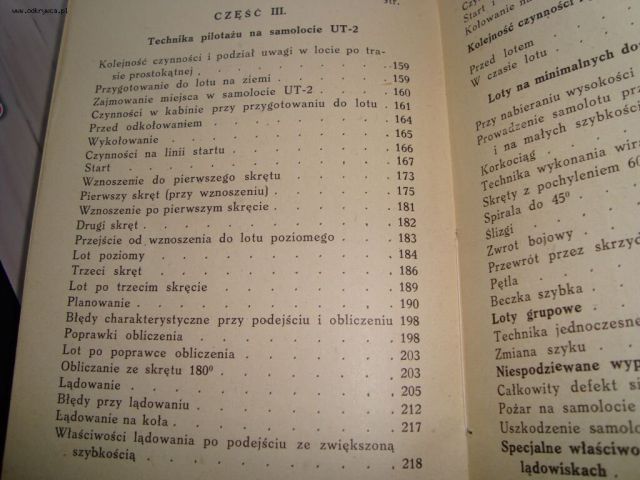 www.odkrywca.pl
str.
CZĘŚĆ III.
Technika pilotażu na samolocie UT-2
Kolejność czynności i podział uwagi w locie po tra-
sie prostokątnej . . . . . . . . . 159
Przygotowanie do lotu na ziemi . . . . . . 159
Zajmowanie miejsca w samolocie UT-2 . . . . 160
Czynności w kabinie przy przygotowaniu do lotu . 161
Przed odkołowaniem . . . . . . . . 164
Wykołowanie . . . . . . . . . 165
Czynności na linii startu . . . . . . . 166
Start . . . . . . . . . . . 167
Wznoszenie do pierwszego skrętu . . . . . 173
Pierwszy skręt (przy wznoszeniu) . . . . . 175
Wznoszenie po pierwszym skręcie . . . . . 181
Drugi skręt . . . . . . . . . . 182
Przejście od wznoszenia do lotu poziomego . . . 183
Lot poziomy . . . . . . . . . 184
Trzeci skręt . . . . . . . . . 186
Lot po trzecim skręcie . . . . . . . 189
Planowanie . . . . . . . . . . 190
Błędy charakterystyczne przy podejściu i obliczeniu 198
Poprawki obliczenia . . . . . . . . 198
Lot po poprawce obliczenia . . . . . . 203
Obliczanie ze skrętu 180° . . . . . . . 203
Lądowanie . . . . . . . . . . 205
Błędy przy lądowaniu . . . . . . . 212
Lądowanie na koła . . . . . . . . 217
Właściwości lądowania po podejściu ze zwiększoną
szybkością . . . . . . . . . 218
Start i
Kołowanie na
Kolejność czynności
Przed lotem
W czasie lotu
Loty na minimalnych
Przy nabieraniu wysokości
Prowadzenie samolotu
i na małych
Korkociąg
Technika wykonania
Skręty z pochyleniem
Spirala do 45°
Ślizgi
Zwrot bojowy
Przewrót przez
Pętla
Beczka szybka
Loty grupowe
Technika
Zmiana szyku
Niespodziewane
Całkowity defekt
Pożar na samolocie
Uszkodzenie
Specjalne
lądowiskach